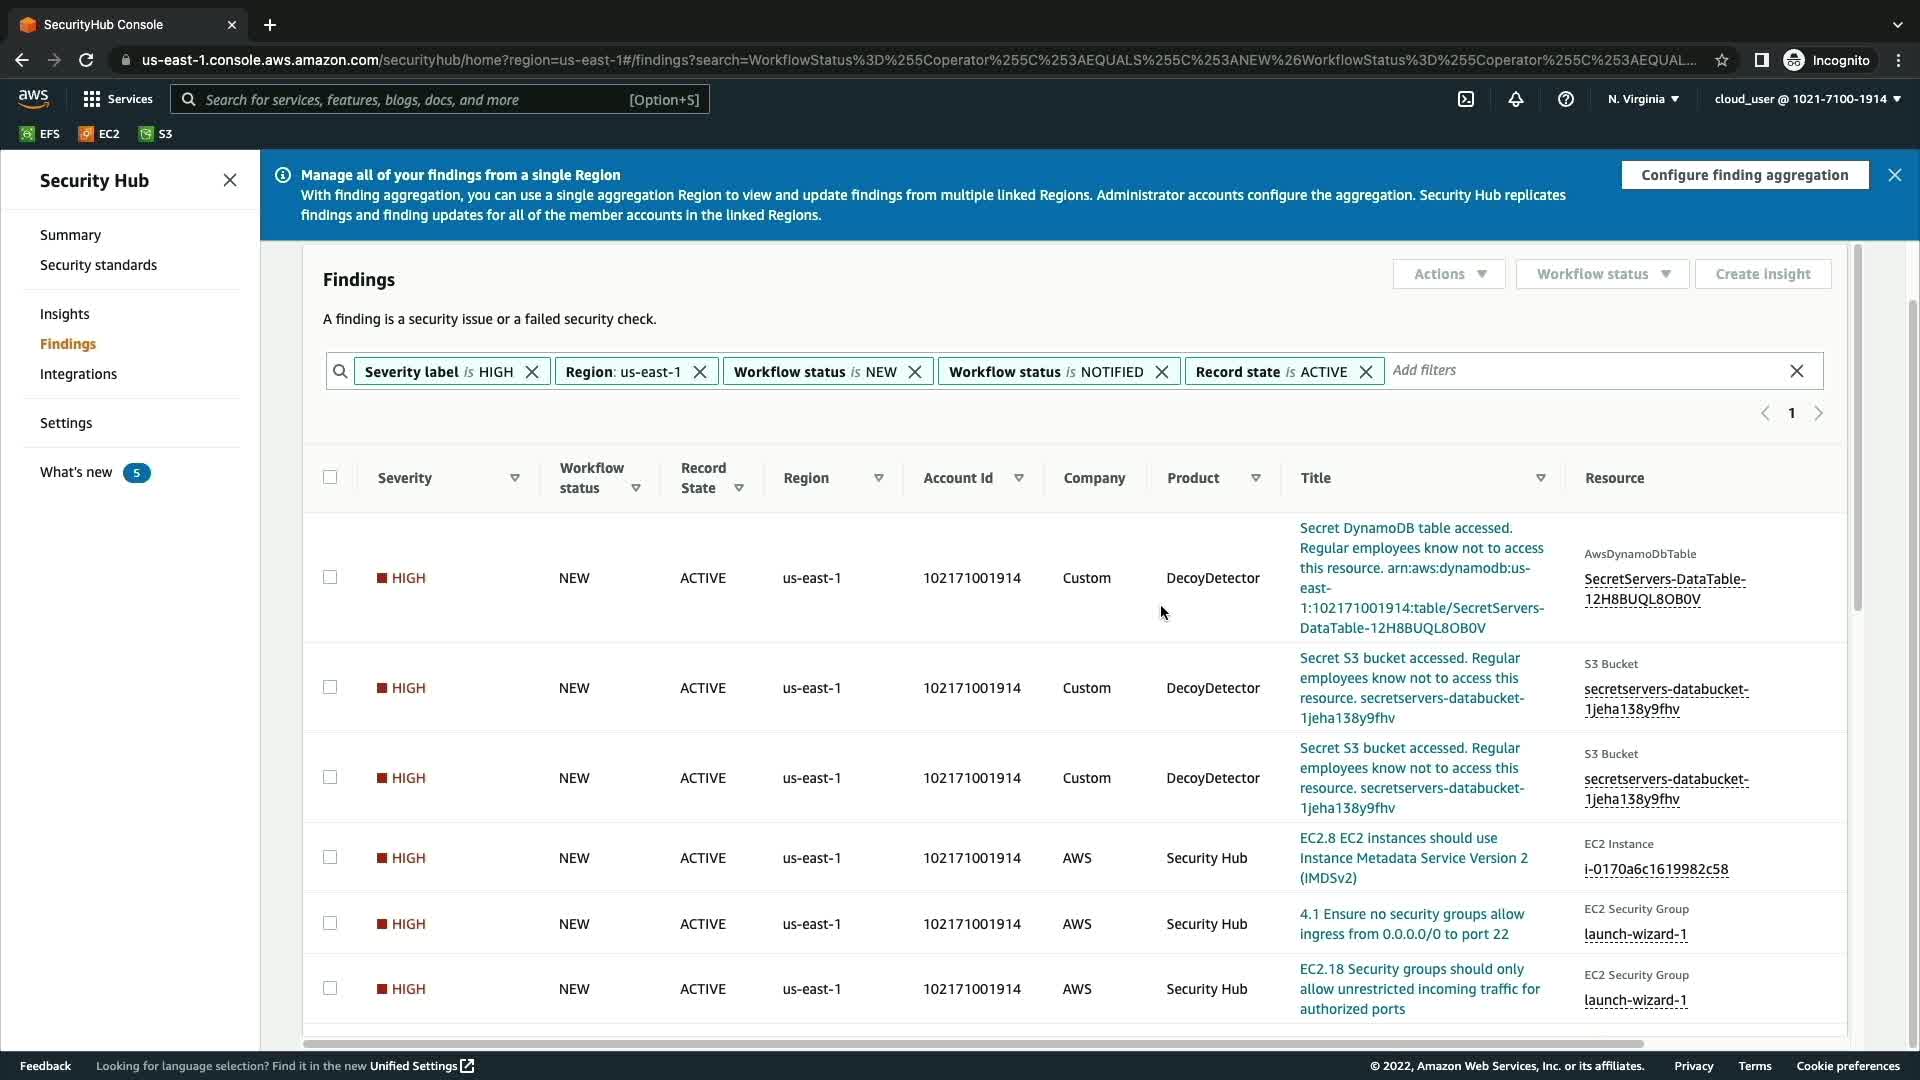 SecurityHub Console
us-east-1.console.aws.amazon.com/securityhub/home?region=us-east-1#/findings?search=WorkflowStatus%3D%255Coperator%255C%253AEQUALS%255C%253ANEW%26WorkflowStatus%3D%255Coperator%255C%253AEQUAL...
Incognito
aws
Services
Search for services, features, blogs, docs, and more
[Option+S]
N. Virginia
cloud_user @ 1021-7100-1914
EFS
EC2
S3
Security Hub
Summary
Security standards
Insights
Findings
Integrations
Settings
What's new 5
Manage all of your findings from a single Region
With finding aggregation, you can use a single aggregation Region to view and update findings from multiple linked Regions. Administrator accounts configure the aggregation. Security Hub replicates
findings and finding updates for all of the member accounts in the linked Regions.
Configure finding aggregation
Findings
Actions
Workflow status
Create insight
A finding is a security issue or a failed security check.
Severity label is HIGH
Region: us-east-1
Workflow status is NEW
Workflow status is NOTIFIED
Record state is ACTIVE
Add filters
1
Severity
Workflow
status
Record
State
Region
Account Id
Company
Product
Title
Resource
HIGH
NEW
ACTIVE
us-east-1
102171001914
Custom
DecoyDetector
Secret DynamoDB table accessed.
Regular employees know not to access
this resource. arn:aws:dynamodb:us-
east-
1:102171001914:table/SecretServers-
DataTable-12H8BUQL8OB0V
AwsDynamoDbTable
SecretServers-DataTable-
12H8BUQL8OB0V
HIGH
NEW
ACTIVE
us-east-1
102171001914
Custom
DecoyDetector
Secret S3 bucket accessed. Regular
employees know not to access this
resource. secretservers-databucket-
1jeha138y9fhv
S3 Bucket
secretservers-databucket-
1jeha138y9fhv
HIGH
NEW
ACTIVE
us-east-1
102171001914
Custom
DecoyDetector
Secret S3 bucket accessed. Regular
employees know not to access this
resource. secretservers-databucket-
1jeha138y9fhv
S3 Bucket
secretservers-databucket-
1jeha138y9fhv
HIGH
NEW
ACTIVE
us-east-1
102171001914
AWS
Security Hub
EC2.8 EC2 instances should use
Instance Metadata Service Version 2
(IMDSv2)
EC2 Instance
i-0170a6c1619982c58
HIGH
NEW
ACTIVE
us-east-1
102171001914
AWS
Security Hub
4.1 Ensure no security groups allow
ingress from 0.0.0.0/0 to port 22
EC2 Security Group
launch-wizard-1
HIGH
NEW
ACTIVE
us-east-1
102171001914
AWS
Security Hub
EC2.18 Security groups should only
allow unrestricted incoming traffic for
authorized ports
EC2 Security Group
launch-wizard-1
Feedback
Looking for language selection? Find it in the new Unified Settings
© 2022, Amazon Web Services, Inc. or its affiliates.
Privacy
Terms
Cookie preferences